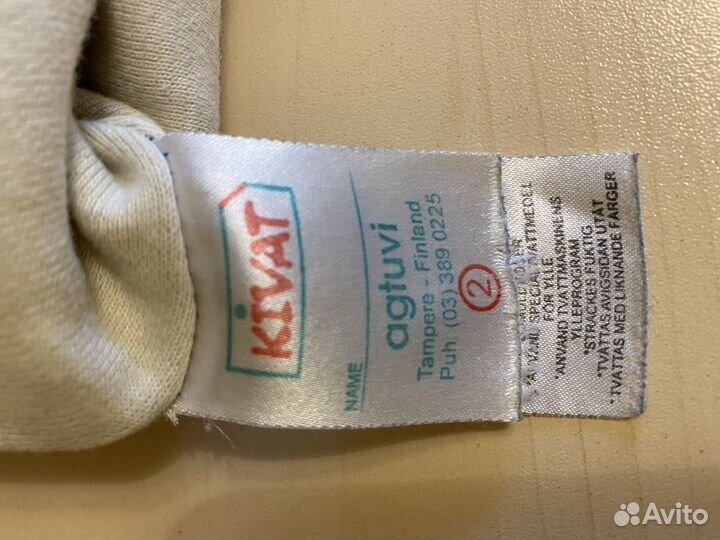 KIVAT
NAME
agtuvi
Tampere - Finland
Puh (03) 389 0225
2
SPECIALTVÄTTMEDEL
FÖR YLLE
*ANVÄND TVÄTTMASKINENS
YLLEPROGRAM
*STRÄCKES FUKTIG
*TVÄTTAS AVIGSIDAN UTÅT
*TVÄTTAS MED LIKNANDE FÄRGER
Avito